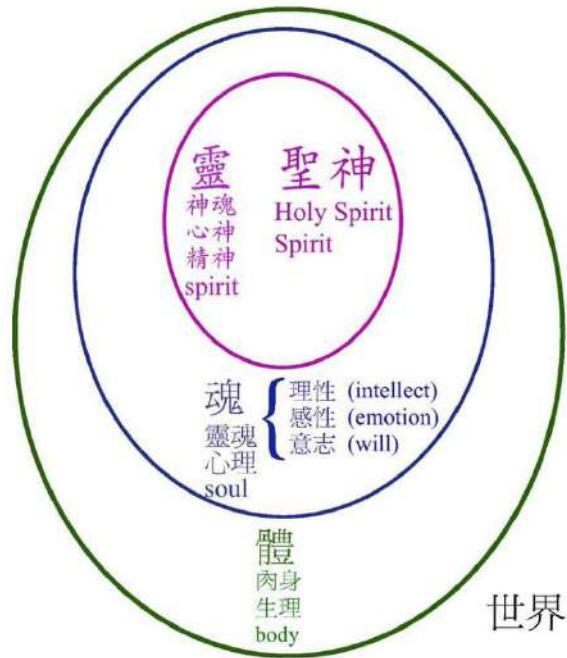 靈
神魂
心神
精神
spirit
聖神
Holy Spirit
Spirit
魂
靈魂
心理
soul
{
理性 (intellect)
感性 (emotion)
意志 (will)
體
肉身
生理
body
世界